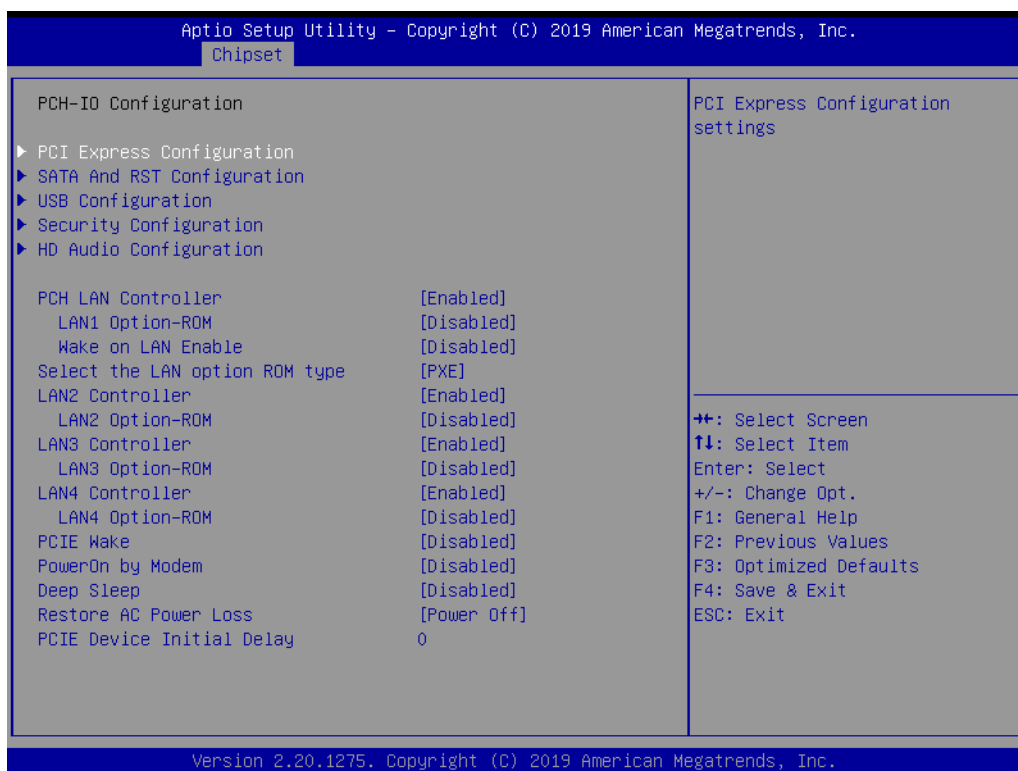 Aptio Setup Utility – Copyright (C) 2019 American Megatrends, Inc.
Chipset
PCH-IO Configuration
PCI Express Configuration
SATA And RST Configuration
USB Configuration
Security Configuration
HD Audio Configuration
PCH LAN Controller [Enabled]
LAN1 Option-ROM [Disabled]
Wake on LAN Enable [Disabled]
Select the LAN option ROM type [PXE]
LAN2 Controller [Enabled]
LAN2 Option-ROM [Disabled]
LAN3 Controller [Enabled]
LAN3 Option-ROM [Disabled]
LAN4 Controller [Enabled]
LAN4 Option-ROM [Disabled]
PCIE Wake [Disabled]
PowerOn by Modem [Disabled]
Deep Sleep [Disabled]
Restore AC Power Loss [Power Off]
PCIE Device Initial Delay 0
PCI Express Configuration
settings
→←: Select Screen
↑↓: Select Item
Enter: Select
+/-: Change Opt.
F1: General Help
F2: Previous Values
F3: Optimized Defaults
F4: Save & Exit
ESC: Exit
Version 2.20.1275. Copyright (C) 2019 American Megatrends, Inc.